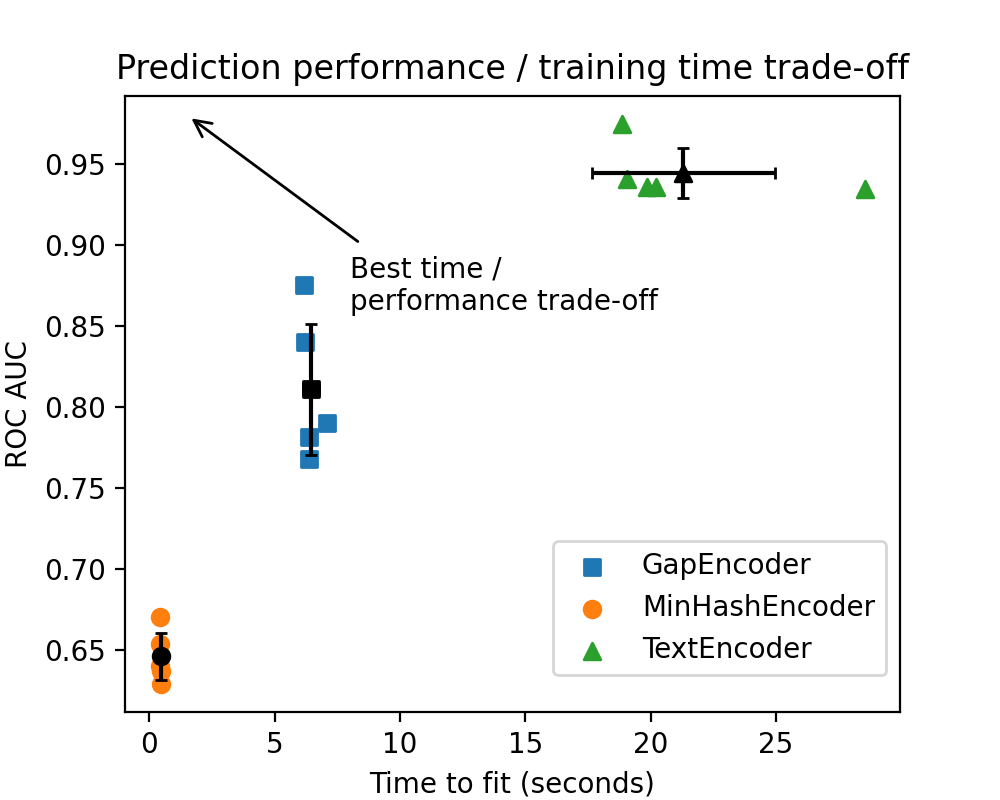 Prediction performance / training time trade-off
0.95
0.90
0.85
0.80
0.75
0.70
0.65
ROC AUC
Best time /
performance trade-off
GapEncoder
MinHashEncoder
TextEncoder
0
5
10
15
20
25
Time to fit (seconds)